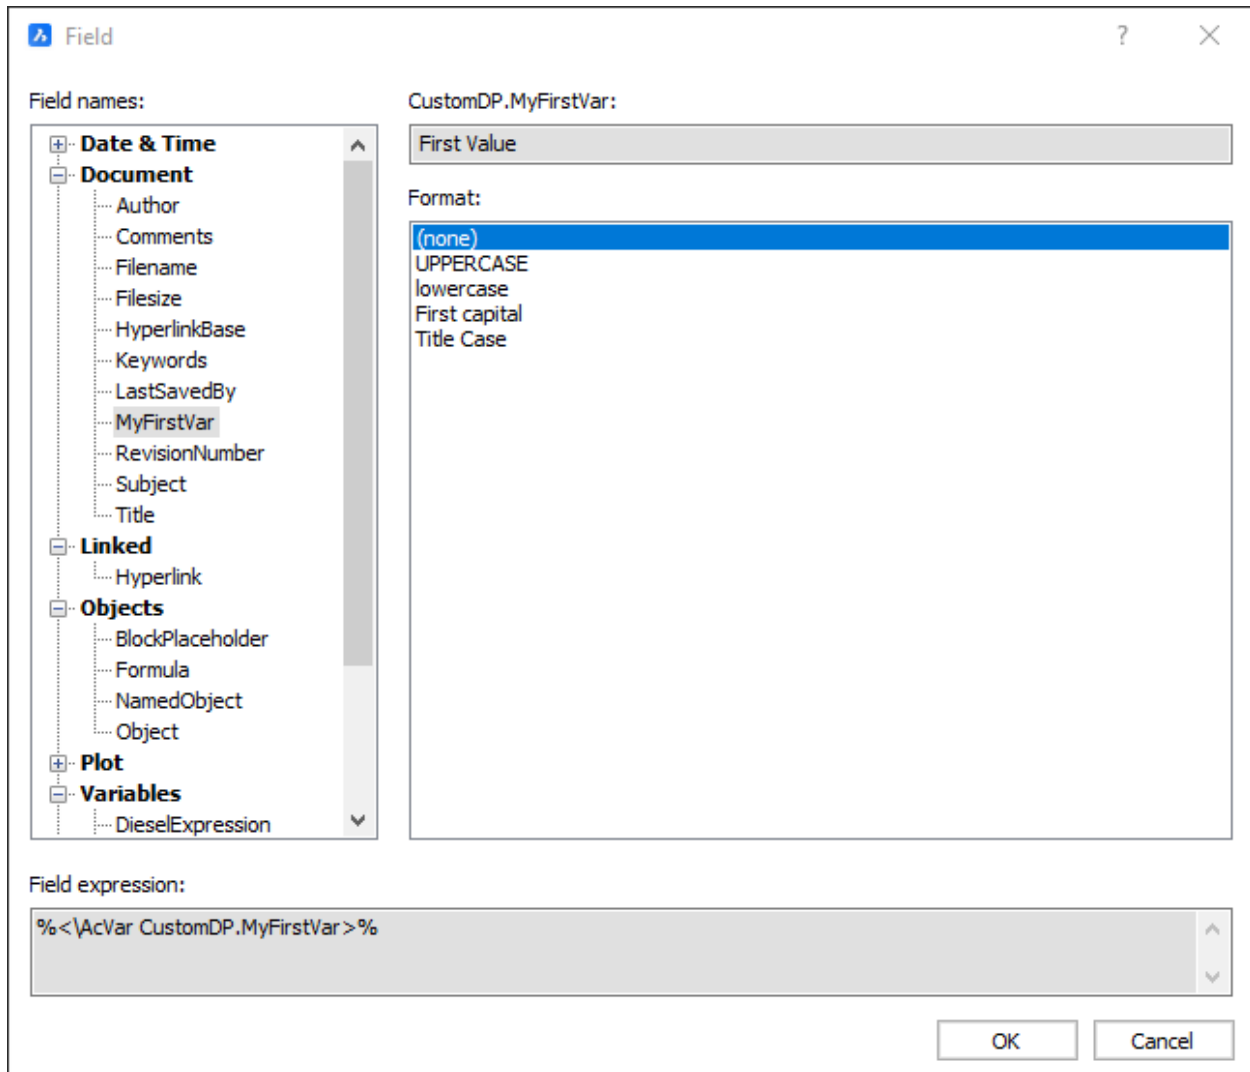 Field
Field names:
Date & Time
Document
Author
Comments
Filename
Filesize
HyperlinkBase
Keywords
LastSavedBy
MyFirstVar
RevisionNumber
Subject
Title
Linked
Hyperlink
Objects
BlockPlaceholder
Formula
NamedObject
Object
Plot
Variables
DieselExpression
CustomDP.MyFirstVar:
First Value
Format:
(none)
UPPERCASE
lowercase
First capital
Title Case
Field expression:
%<\AcVar CustomDP.MyFirstVar>%
OK
Cancel